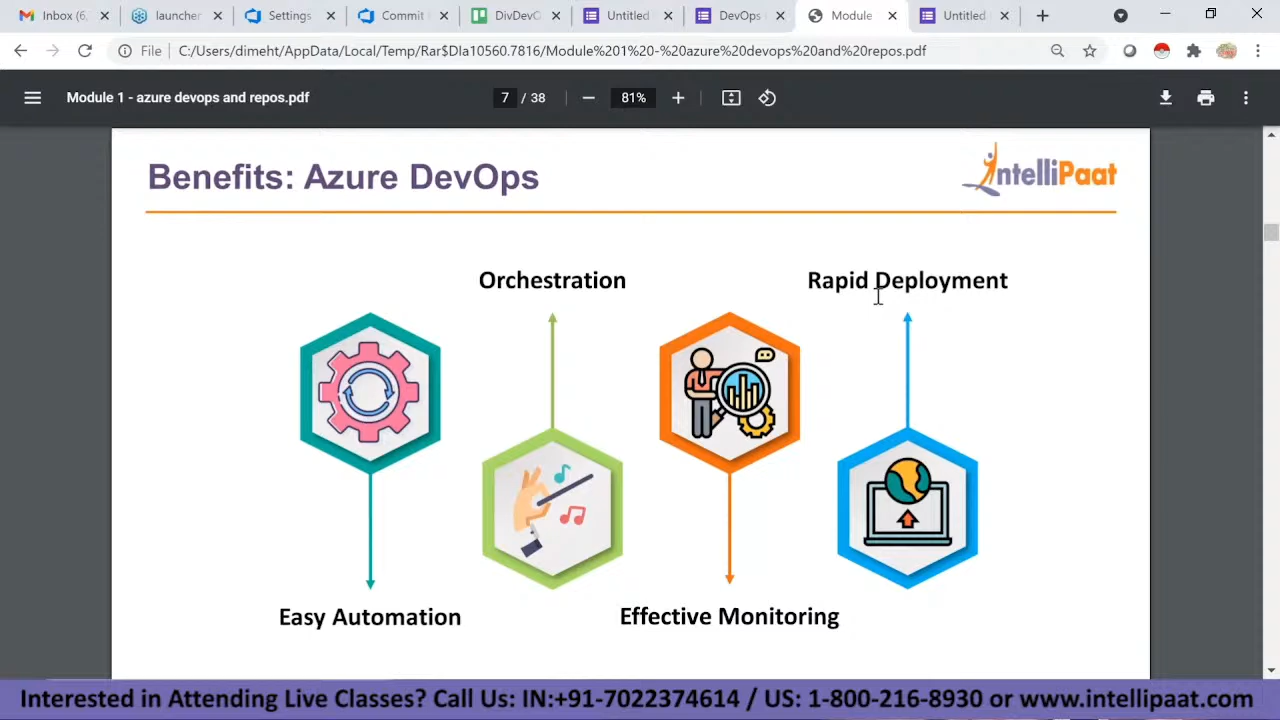 Inbox (6,
launcher
Settings
Commit
DivDevC
Untitled
DevOps
Module
Untitled
File
C:/Users/dimeht/AppData/Local/Temp/Rar$DIa10560.7816/Module%201%20-%20azure%20devops%20and%20repos.pdf
Module 1 - azure devops and repos.pdf
7 / 38
81%
Benefits: Azure DevOps
IntelliPaat
Orchestration
Rapid Deployment
Easy Automation
Effective Monitoring
Interested in Attending Live Classes? Call Us: IN:+91-7022374614 / US: 1-800-216-8930 or www.intellipaat.com